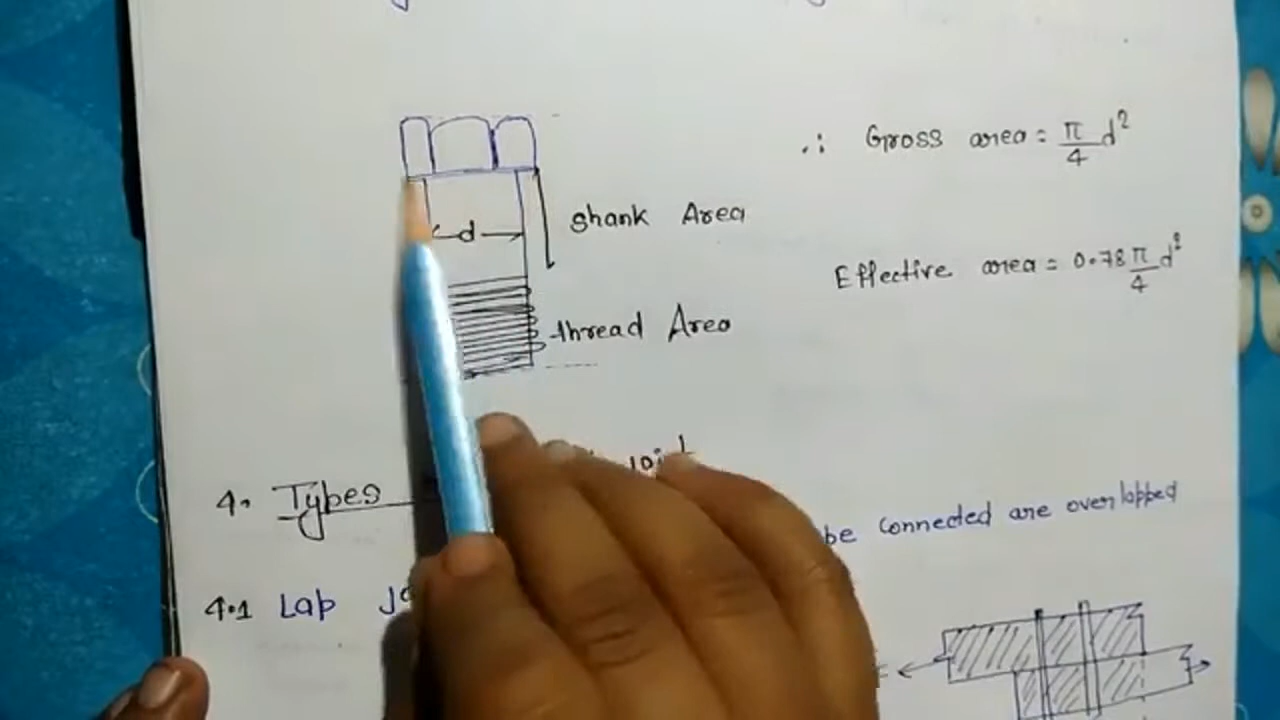 ∴ Gross area = π/4 d²
d
Shank Area
Effective area = 0.78 π/4 d²
thread Area
4. Types
be connected are overlapped
4.1 Lap